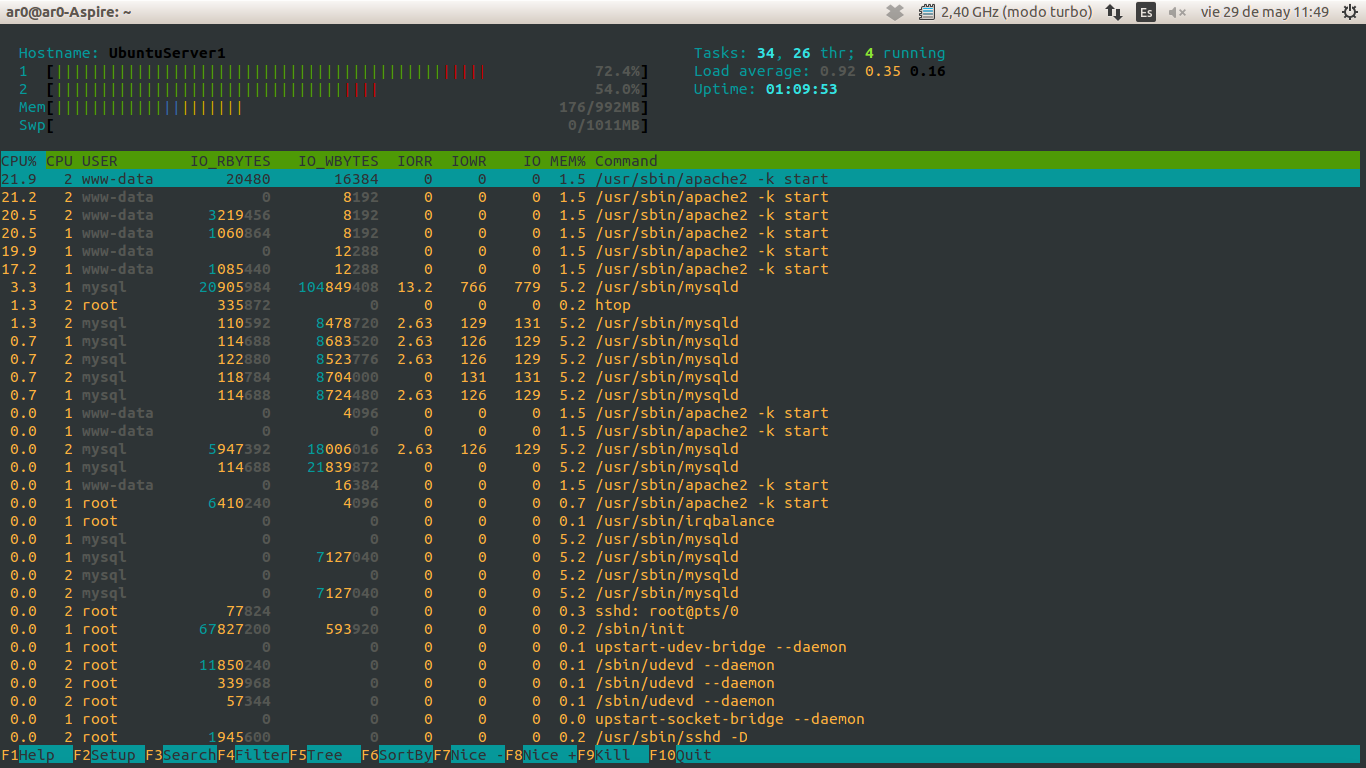 ar0@ar0-Aspire: ~ 2,40 GHz (modo turbo) Es vie 29 de may 11:49
Hostname: UbuntuServer1 Tasks: 34, 26 thr; 4 running
1 [||||||||||||||||||||||||||||||||||||||||||||||| 72.4%] Load average: 0.92 0.35 0.16
2 [|||||||||||||||||||||||||||||||||||| 54.0%] Uptime: 01:09:53
Mem[||||||||||||||||||||| 176/992MB]
Swp[ 0/1011MB]
CPU% CPU USER IO_RBYTES IO_WBYTES IORR IOWR IO MEM% Command
21.9 2 www-data 20480 16384 0 0 0 1.5 /usr/sbin/apache2 -k start
21.2 2 www-data 0 8192 0 0 0 1.5 /usr/sbin/apache2 -k start
20.5 2 www-data 3219456 8192 0 0 0 1.5 /usr/sbin/apache2 -k start
20.5 1 www-data 1060864 8192 0 0 0 1.5 /usr/sbin/apache2 -k start
19.9 1 www-data 0 12288 0 0 0 1.5 /usr/sbin/apache2 -k start
17.2 1 www-data 1085440 12288 0 0 0 1.5 /usr/sbin/apache2 -k start
3.3 1 mysql 20905984 104849408 13.2 766 779 5.2 /usr/sbin/mysqld
1.3 2 root 335872 0 0 0 0 0.2 htop
1.3 2 mysql 110592 8478720 2.63 129 131 5.2 /usr/sbin/mysqld
0.7 1 mysql 114688 8683520 2.63 126 129 5.2 /usr/sbin/mysqld
0.7 2 mysql 122880 8523776 2.63 126 129 5.2 /usr/sbin/mysqld
0.7 2 mysql 118784 8704000 0 131 131 5.2 /usr/sbin/mysqld
0.7 1 mysql 114688 8724480 2.63 126 129 5.2 /usr/sbin/mysqld
0.0 1 www-data 0 4096 0 0 0 1.5 /usr/sbin/apache2 -k start
0.0 1 www-data 0 0 0 0 0 1.5 /usr/sbin/apache2 -k start
0.0 2 mysql 5947392 18006016 2.63 126 129 5.2 /usr/sbin/mysqld
0.0 1 mysql 114688 21839872 0 0 0 5.2 /usr/sbin/mysqld
0.0 1 www-data 0 16384 0 0 0 1.5 /usr/sbin/apache2 -k start
0.0 1 root 6410240 4096 0 0 0 0.7 /usr/sbin/apache2 -k start
0.0 1 root 0 0 0 0 0 0.1 /usr/sbin/irqbalance
0.0 1 mysql 0 0 0 0 0 5.2 /usr/sbin/mysqld
0.0 1 mysql 0 7127040 0 0 0 5.2 /usr/sbin/mysqld
0.0 2 mysql 0 0 0 0 0 5.2 /usr/sbin/mysqld
0.0 2 mysql 0 7127040 0 0 0 5.2 /usr/sbin/mysqld
0.0 2 root 77824 0 0 0 0 0.3 sshd: root@pts/0
0.0 1 root 67827200 593920 0 0 0 0.2 /sbin/init
0.0 1 root 0 0 0 0 0 0.1 upstart-udev-bridge --daemon
0.0 2 root 11850240 0 0 0 0 0.1 /sbin/udevd --daemon
0.0 2 root 339968 0 0 0 0 0.1 /sbin/udevd --daemon
0.0 2 root 57344 0 0 0 0 0.1 /sbin/udevd --daemon
0.0 1 root 0 0 0 0 0 0.0 upstart-socket-bridge --daemon
0.0 2 root 1945600 0 0 0 0 0.2 /usr/sbin/sshd -D
F1Help F2Setup F3SearchF4FilterF5Tree F6SortByF7Nice -F8Nice +F9Kill F10Quit